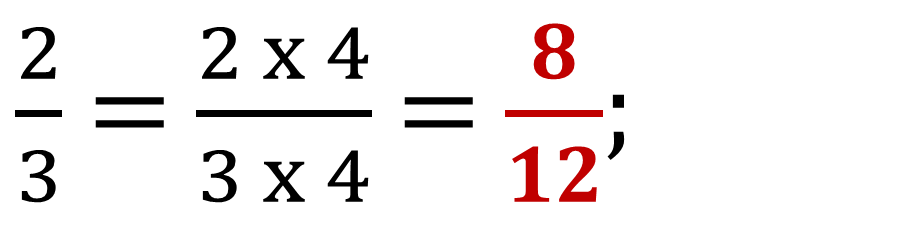 2/3 = 2 x 4/3 x 4 = 8/12;